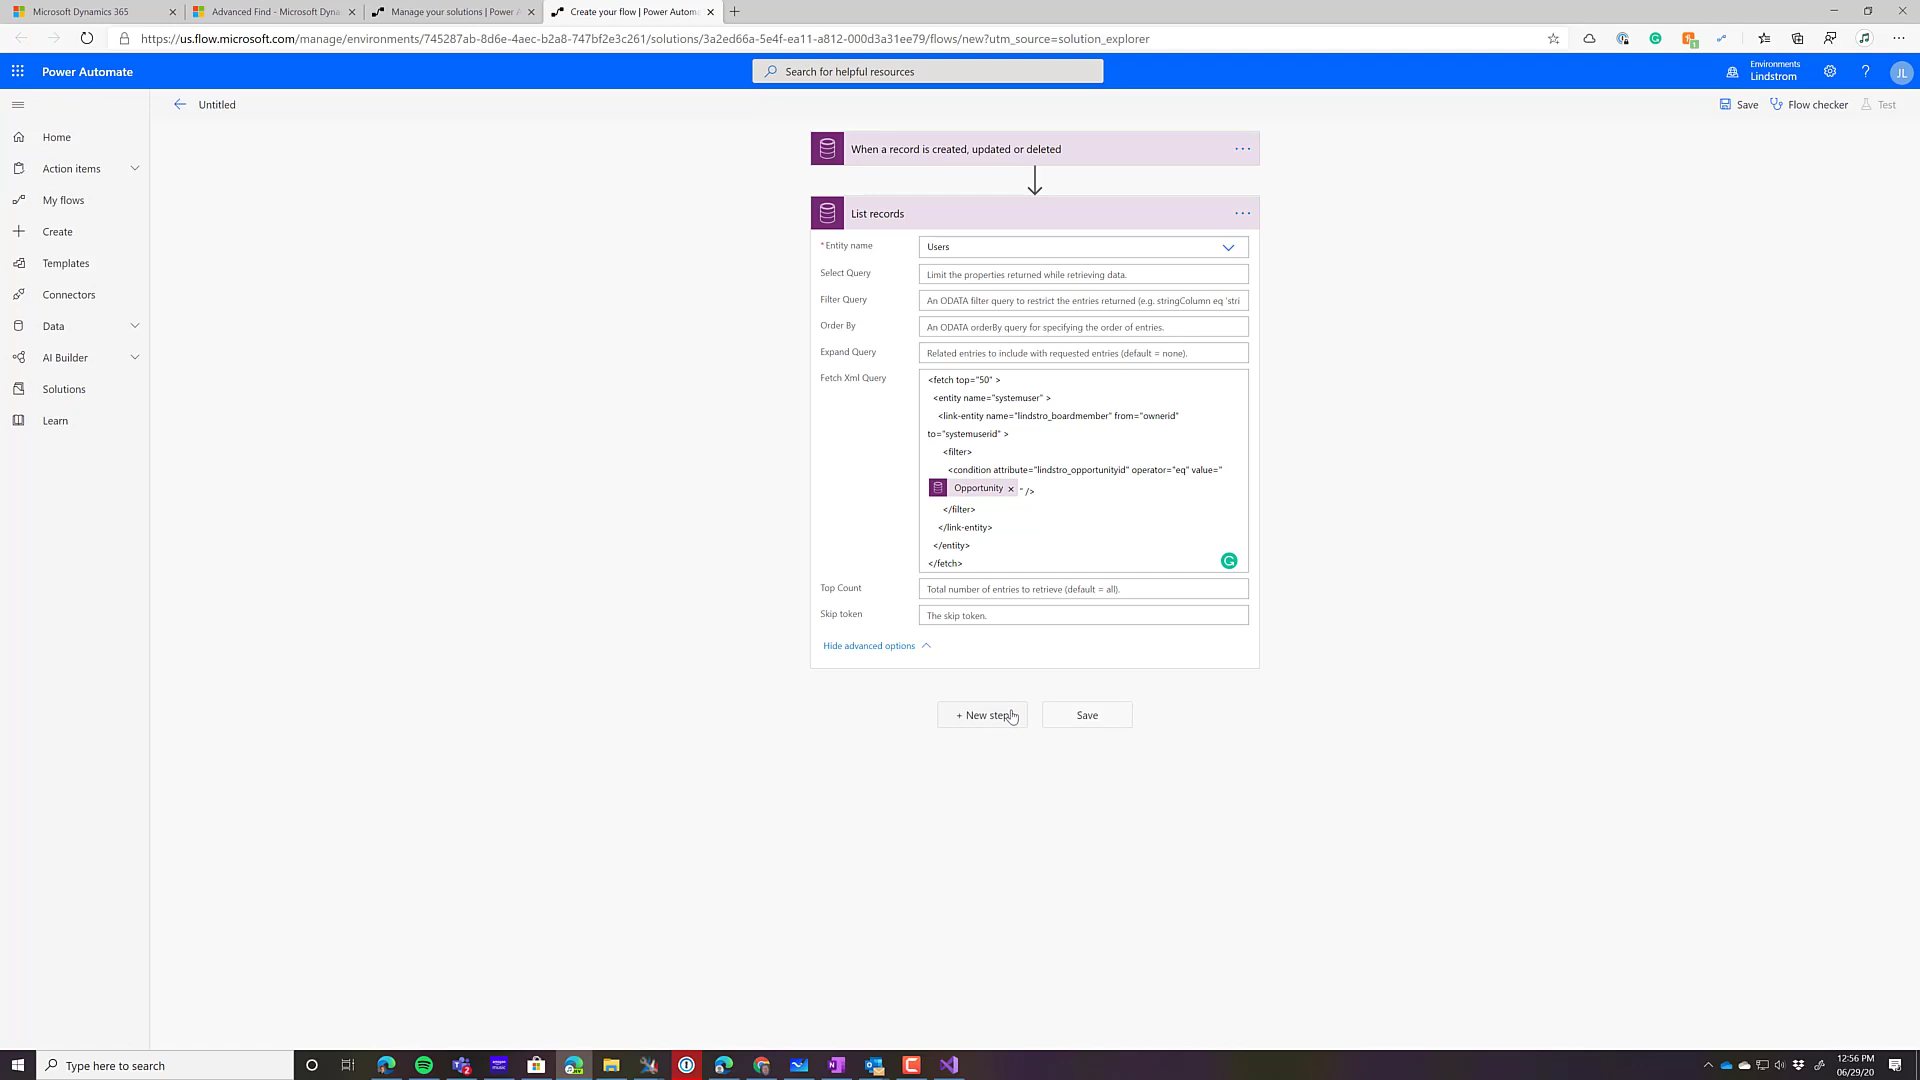 Microsoft Dynamics 365
Advanced Find - Microsoft Dyna
Manage your solutions | Power A
Create your flow | Power Automa
https://us.flow.microsoft.com/manage/environments/745287ab-8d6e-4aec-b2a8-747bf2e3c261/solutions/3a2ed66a-5e4f-ea11-a812-000d3a31ee79/flows/new?utm_source=solution_explorer
Power Automate
Search for helpful resources
Environments
Lindstrom
JL
Untitled
Save
Flow checker
Test
Home
Action items
My flows
Create
Templates
Connectors
Data
AI Builder
Solutions
Learn
When a record is created, updated or deleted
List records
* Entity name
Users
Select Query
Limit the properties returned while retrieving data.
Filter Query
An ODATA filter query to restrict the entries returned (e.g. stringColumn eq 'stri
Order By
An ODATA orderBy query for specifying the order of entries.
Expand Query
Related entries to include with requested entries (default = none).
Fetch Xml Query
<fetch top="50" >
<entity name="systemuser" >
<link-entity name="lindstro_boardmember" from="ownerid"
to="systemuserid" >
<filter>
<condition attribute="lindstro_opportunityid" operator="eq" value="
Opportunity × " />
</filter>
</link-entity>
</entity>
</fetch>
Top Count
Total number of entries to retrieve (default = all).
Skip token
The skip token.
Hide advanced options
+ New step
Save
Type here to search
12:56 PM
06/29/20